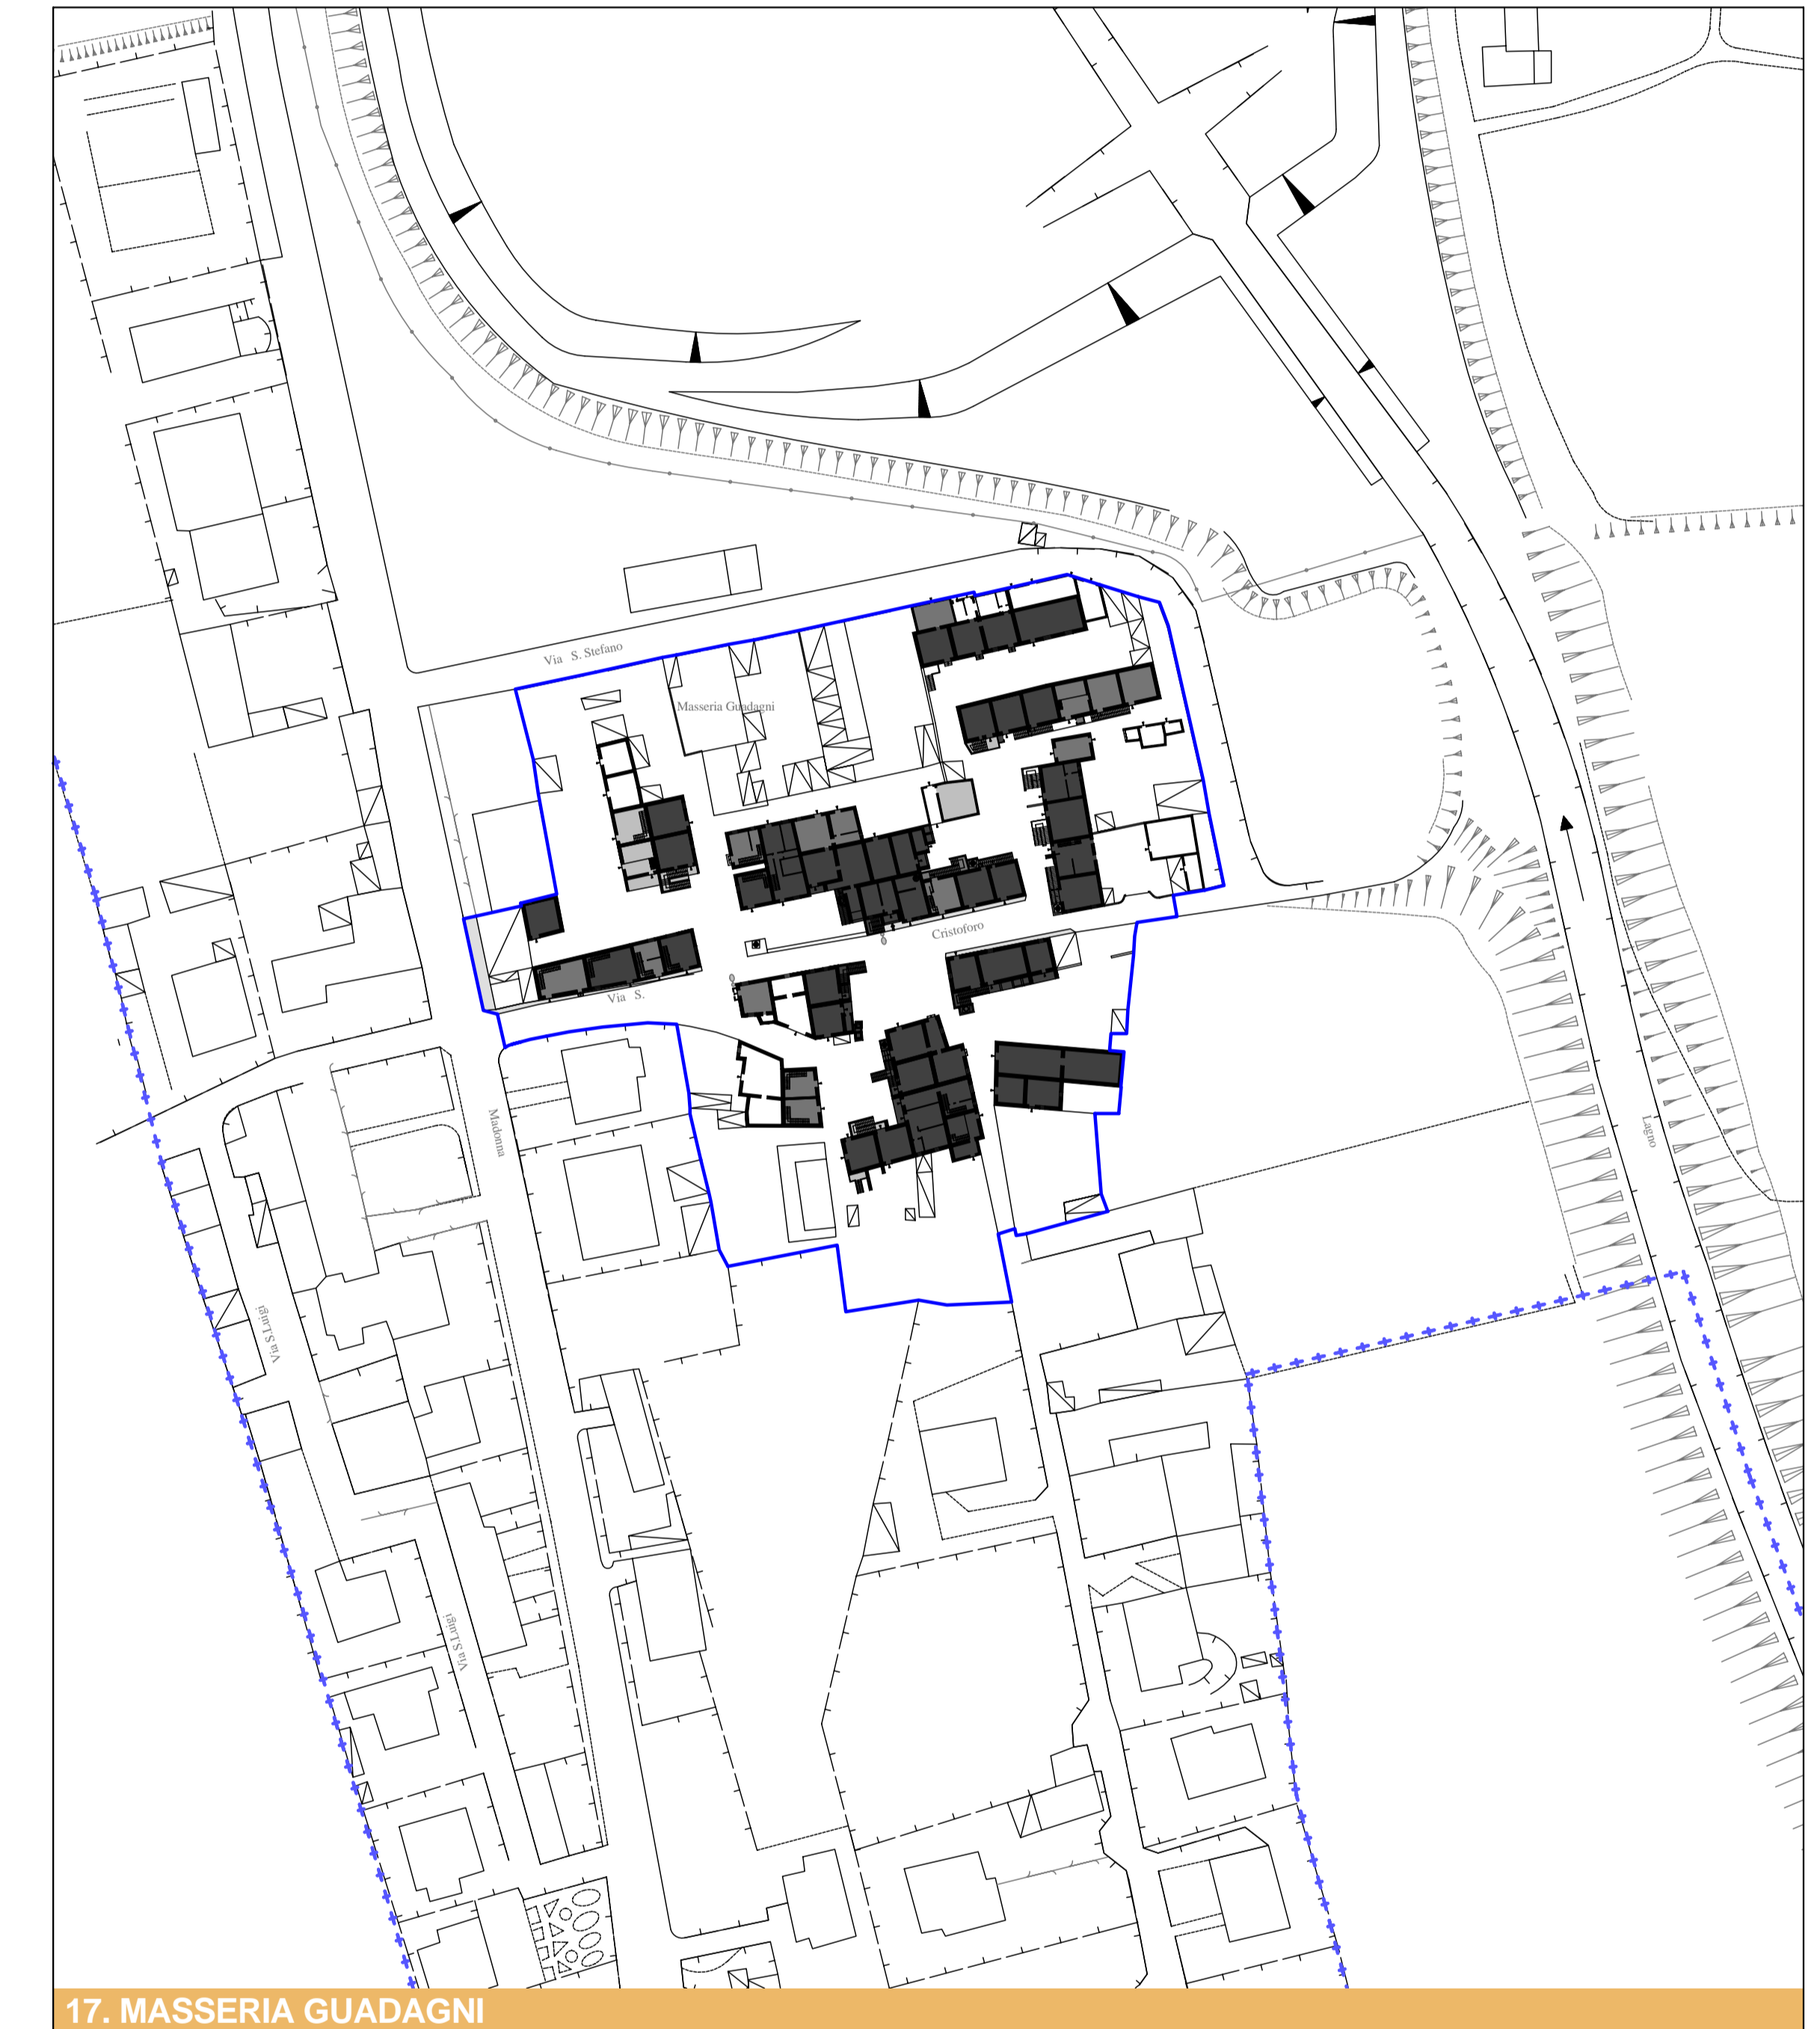 Via S. Stefano
Masseria Guadagni
Cristoforo
Via S.
Madonna
Lagno
Via S.Luigi
Via S.Luigi
17. MASSERIA GUADAGNI